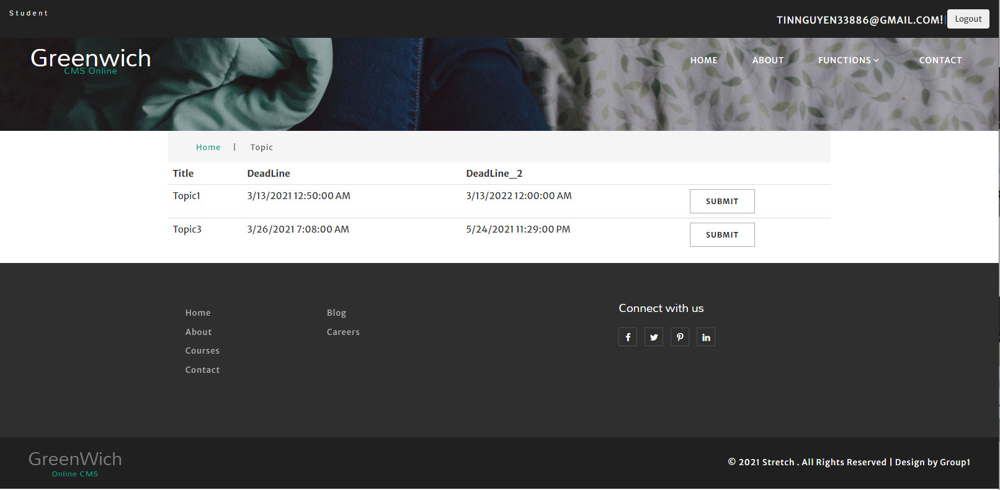 Student
TINNGUYEN33886@GMAIL.COM! | Logout
Greenwich
CMS Online
HOME ABOUT FUNCTIONS CONTACT
Home | Topic
Title DeadLine DeadLine_2
Topic1 3/13/2021 12:50:00 AM 3/13/2022 12:00:00 AM SUBMIT
Topic3 3/26/2021 7:08:00 AM 5/24/2021 11:29:00 PM SUBMIT
Home
About
Courses
Contact
Blog
Careers
Connect with us
GreenWich
Online CMS
© 2021 Stretch . All Rights Reserved | Design by Group1